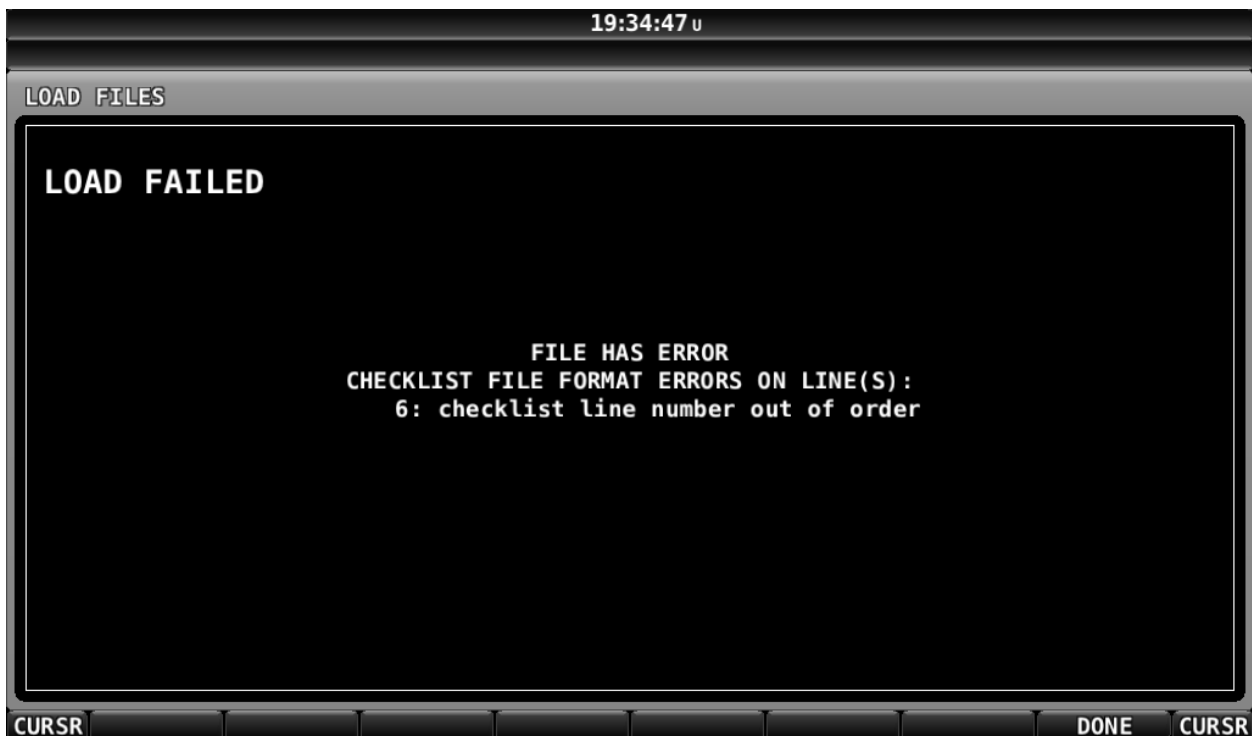 19:34:47 U
LOAD FILES
LOAD FAILED
FILE HAS ERROR
CHECKLIST FILE FORMAT ERRORS ON LINE(S):
6: checklist line number out of order
CURSR DONE CURSR